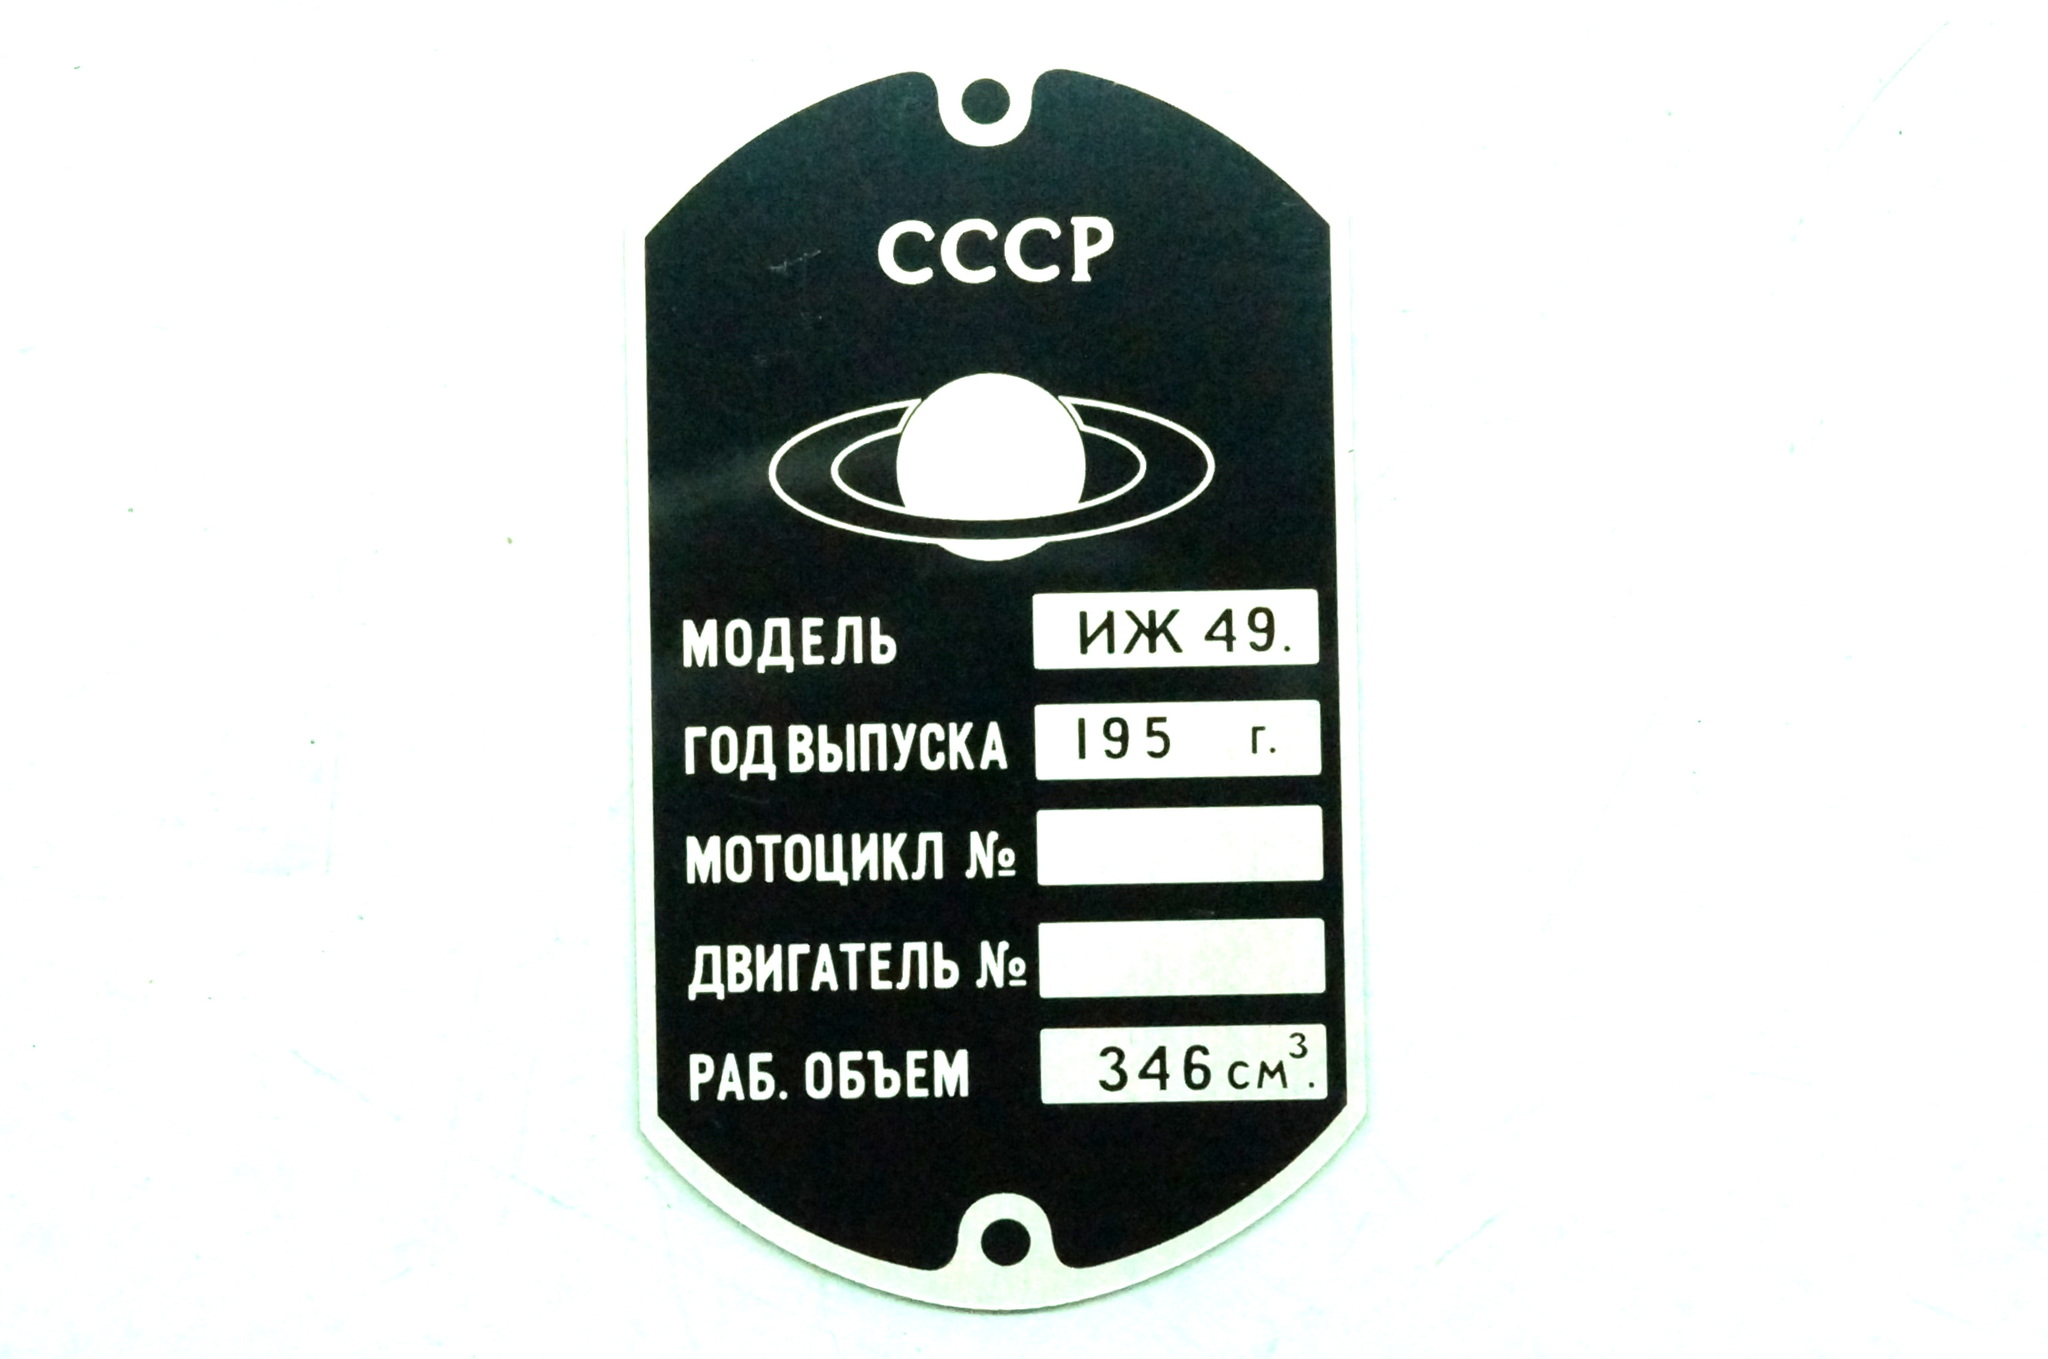 СССР
МОДЕЛЬ ИЖ 49.
ГОД ВЫПУСКА 195 г.
МОТОЦИКЛ №
ДВИГАТЕЛЬ №
РАБ. ОБЪЕМ 346 см³.